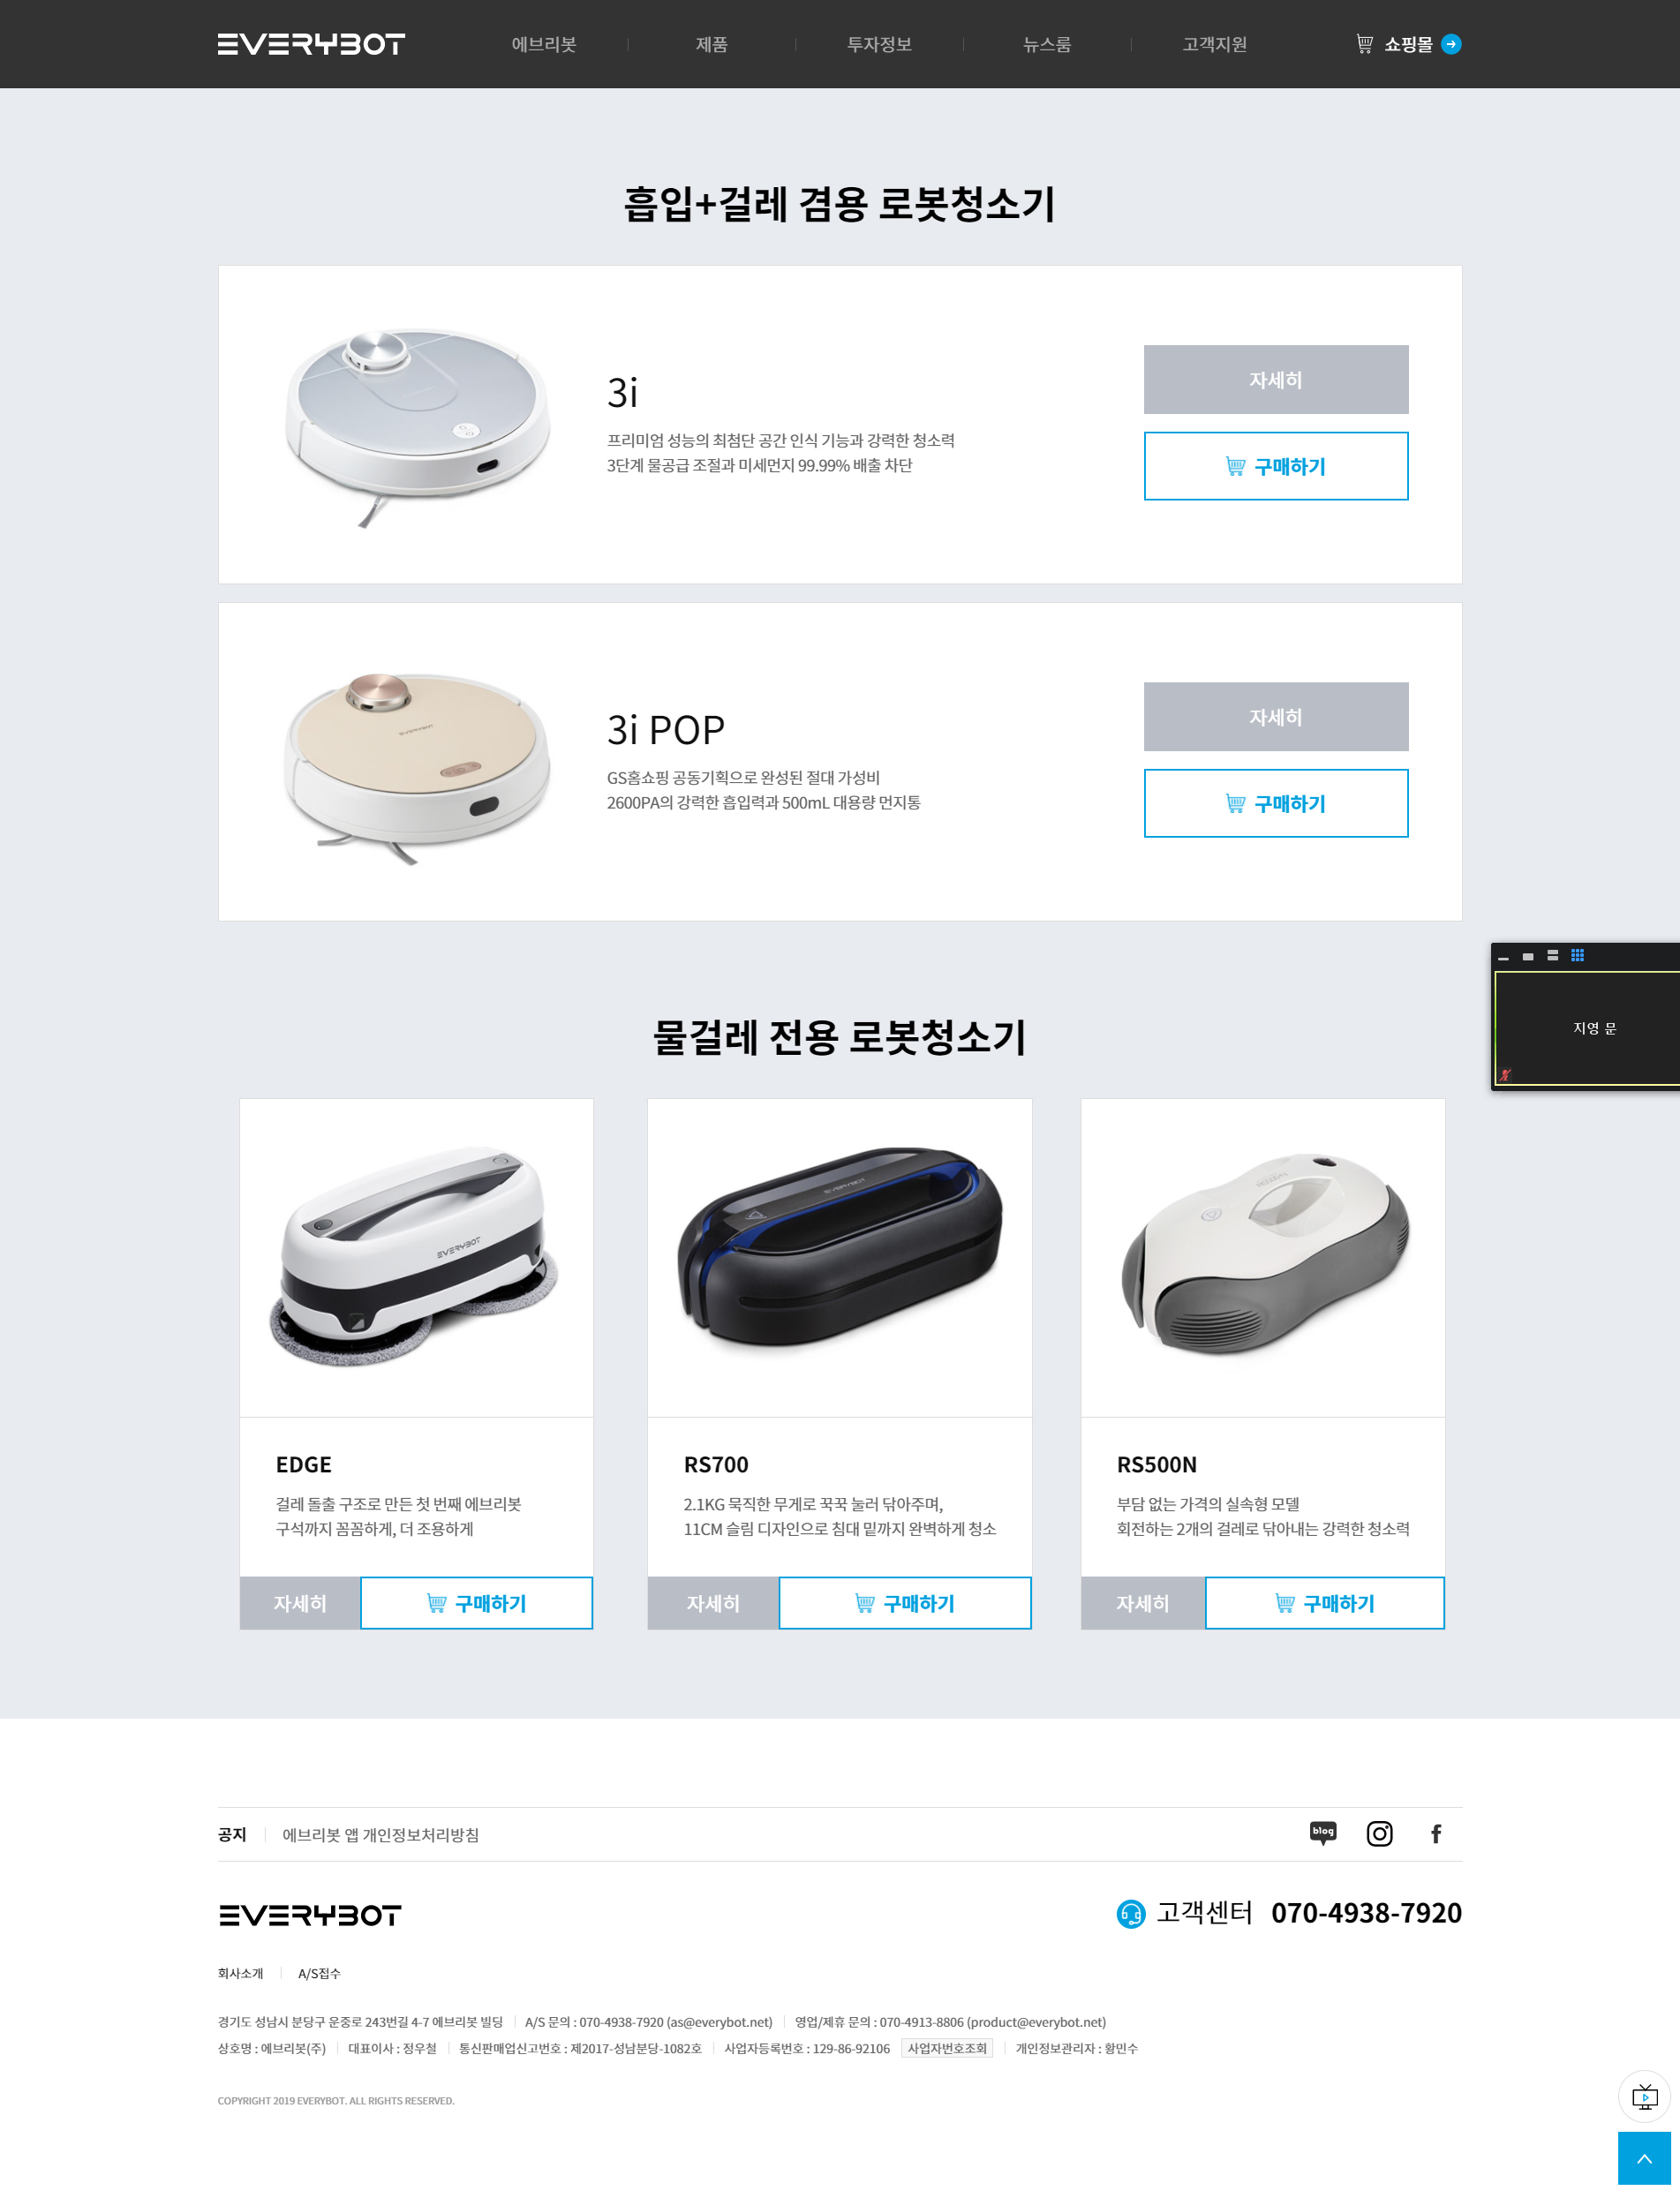 EVERYBOT
에브리봇
제품
투자정보
뉴스룸
고객지원
쇼핑몰
흡입+걸레 겸용 로봇청소기
3i
프리미엄 성능의 최첨단 공간 인식 기능과 강력한 청소력
3단계 물공급 조절과 미세먼지 99.99% 배출 차단
자세히
구매하기
EVERYBOT
3i POP
GS홈쇼핑 공동기획으로 완성된 절대 가성비
2600PA의 강력한 흡입력과 500mL 대용량 먼지통
자세히
구매하기
지영 문
물걸레 전용 로봇청소기
EVERYBOT
EVERYBOT
EDGE
걸레 돌출 구조로 만든 첫 번째 에브리봇
구석까지 꼼꼼하게, 더 조용하게
자세히
구매하기
RS700
2.1KG 묵직한 무게로 꾹꾹 눌러 닦아주며,
11CM 슬림 디자인으로 침대 밑까지 완벽하게 청소
자세히
구매하기
RS500N
부담 없는 가격의 실속형 모델
회전하는 2개의 걸레로 닦아내는 강력한 청소력
자세히
구매하기
공지
에브리봇 앱 개인정보처리방침
blog
EVERYBOT
고객센터 070-4938-7920
회사소개
A/S접수
경기도 성남시 분당구 운중로 243번길 4-7 에브리봇 빌딩 A/S 문의 : 070-4938-7920 (as@everybot.net) 영업/제휴 문의 : 070-4913-8806 (product@everybot.net)
상호명 : 에브리봇(주) 대표이사 : 정우철 통신판매업신고번호 : 제2017-성남분당-1082호 사업자등록번호 : 129-86-92106 사업자번호조회 개인정보관리자 : 황민수
COPYRIGHT 2019 EVERYBOT. ALL RIGHTS RESERVED.